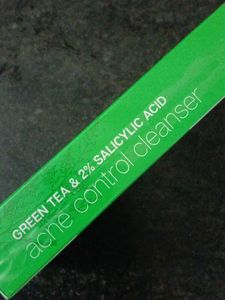 GREEN TEA & 2% SALICYLIC ACID
acne control cleanser